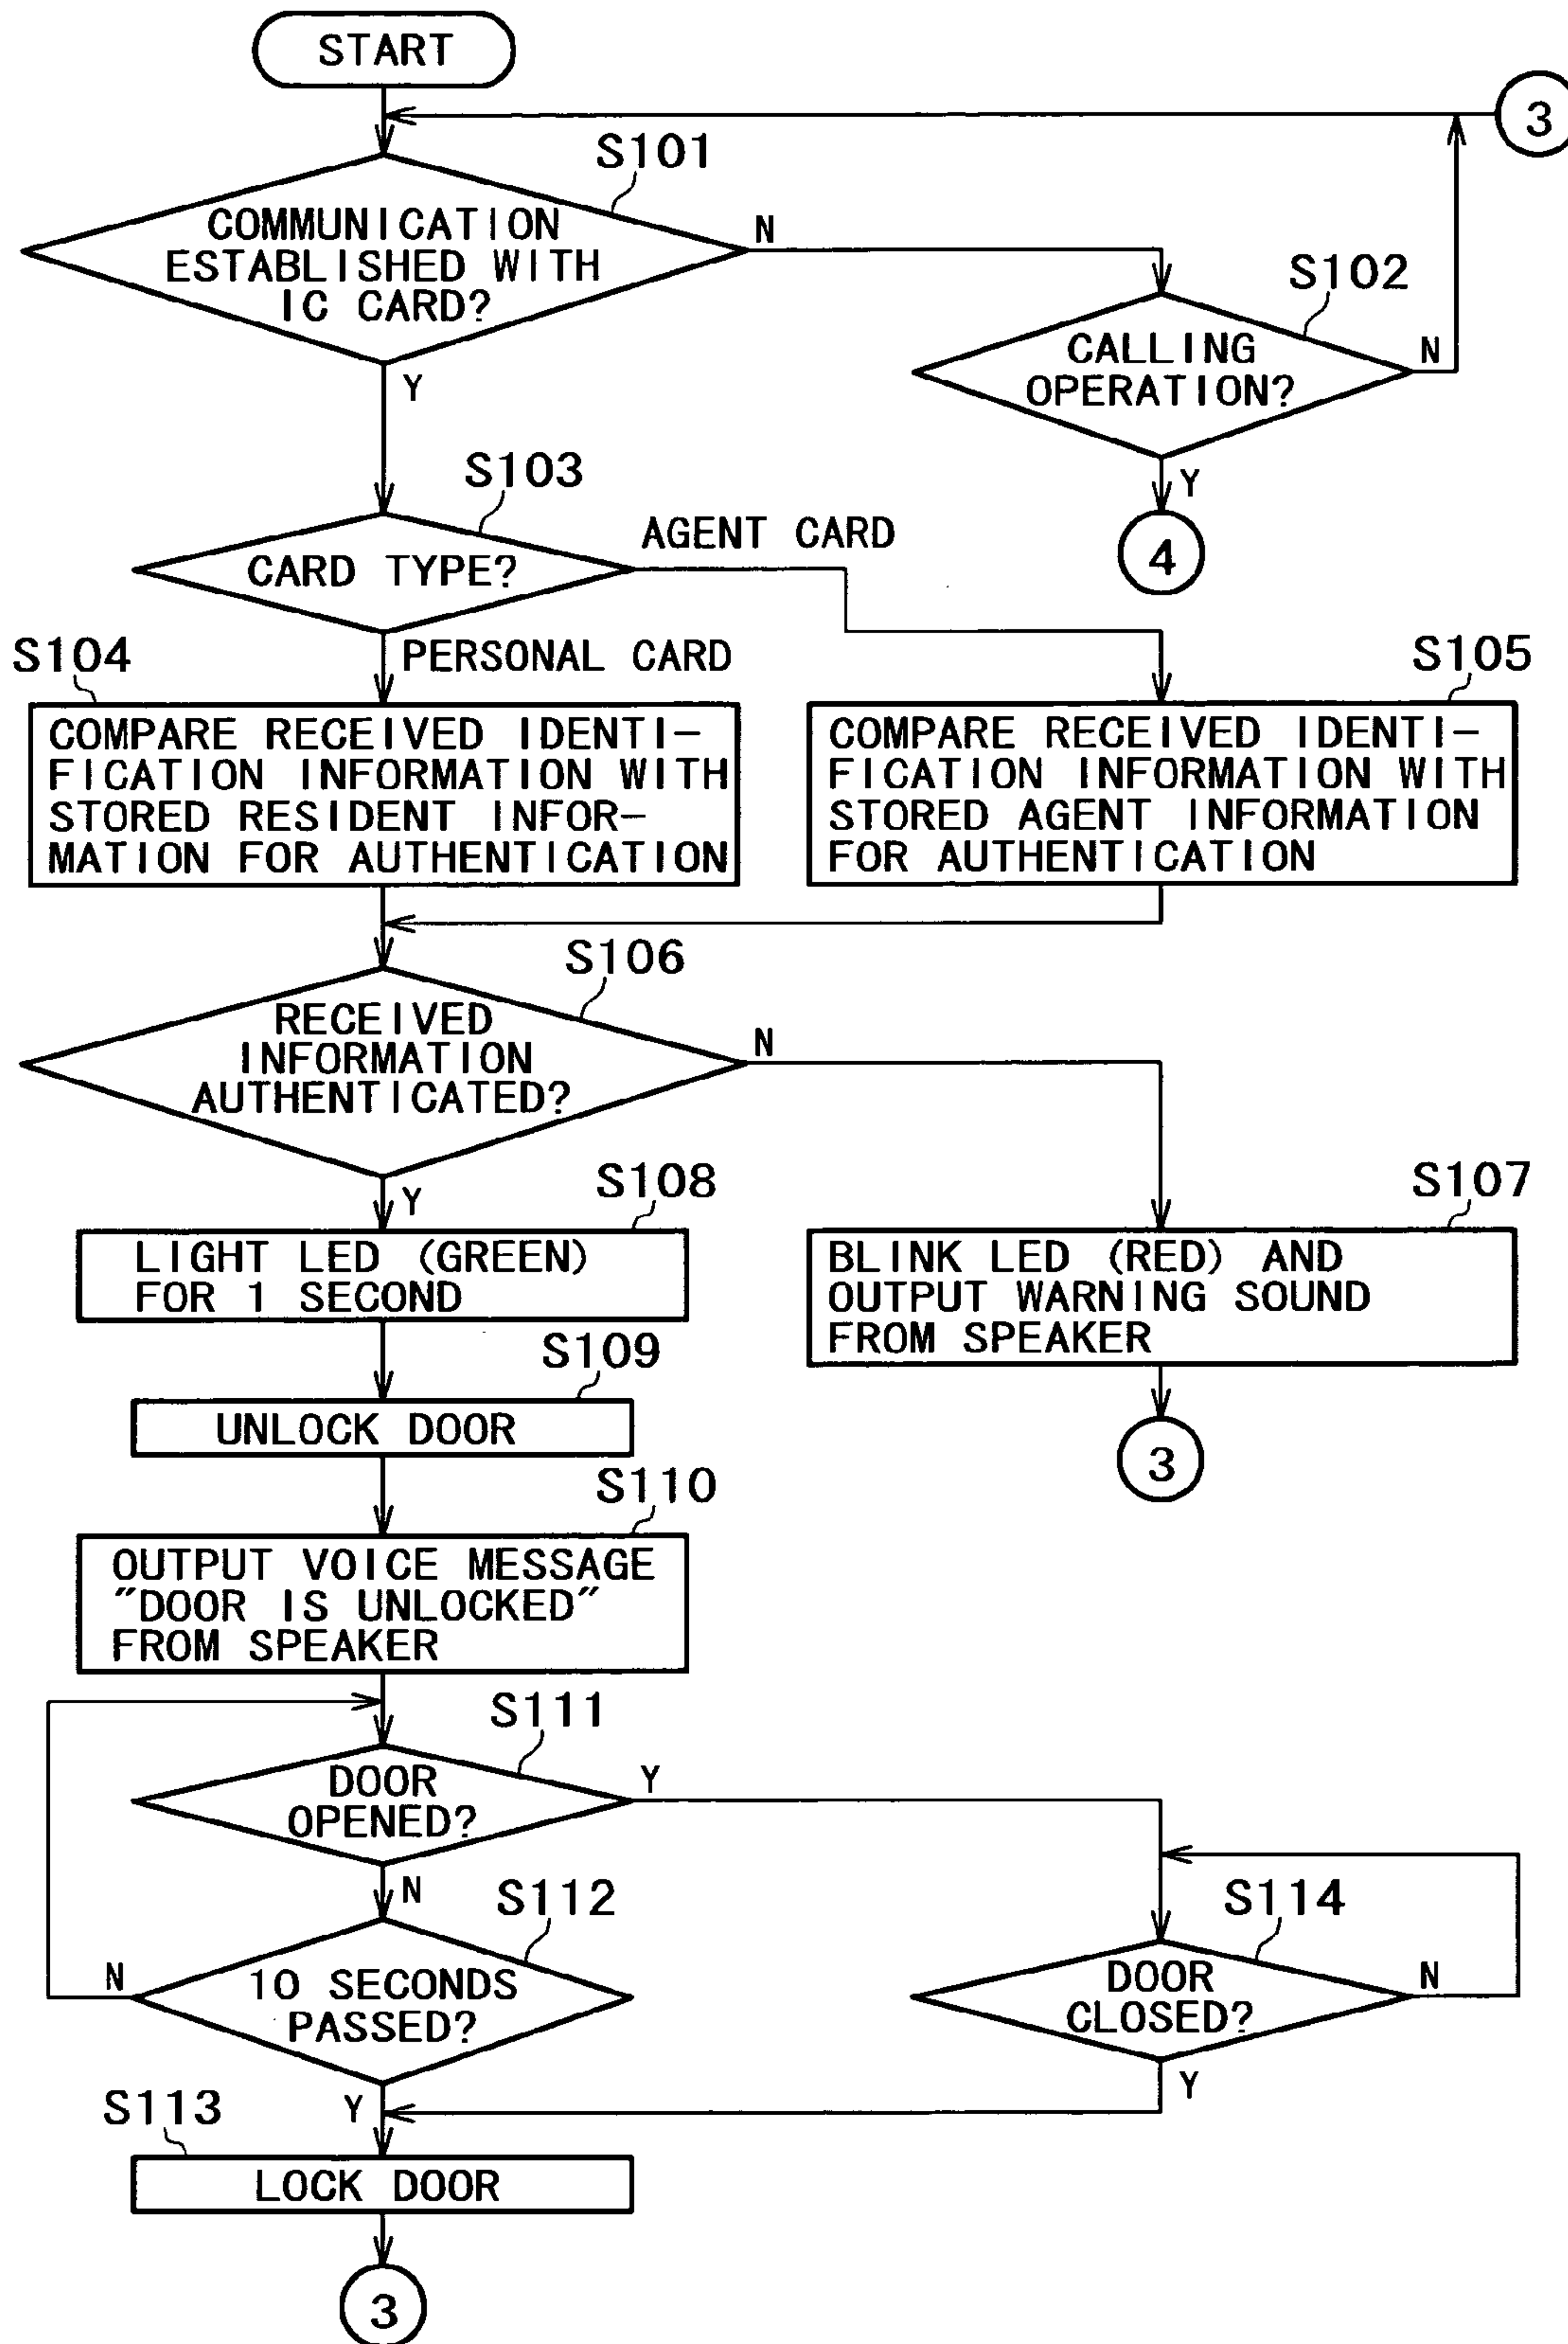 START
3
S101
COMMUNICATION
ESTABLISHED WITH
IC CARD?
N
S102
CALLING
OPERATION?
N
Y
Y
4
S103
CARD TYPE?
AGENT CARD
PERSONAL CARD
S104
COMPARE RECEIVED IDENTI-
FICATION INFORMATION WITH
STORED RESIDENT INFOR-
MATION FOR AUTHENTICATION
S105
COMPARE RECEIVED IDENTI-
FICATION INFORMATION WITH
STORED AGENT INFORMATION
FOR AUTHENTICATION
S106
RECEIVED
INFORMATION
AUTHENTICATED?
N
Y
S108
LIGHT LED (GREEN)
FOR 1 SECOND
S107
BLINK LED (RED) AND
OUTPUT WARNING SOUND
FROM SPEAKER
3
S109
UNLOCK DOOR
S110
OUTPUT VOICE MESSAGE
"DOOR IS UNLOCKED"
FROM SPEAKER
S111
DOOR
OPENED?
Y
N
S112
10 SECONDS
PASSED?
N
Y
S114
DOOR
CLOSED?
N
Y
S113
LOCK DOOR
3